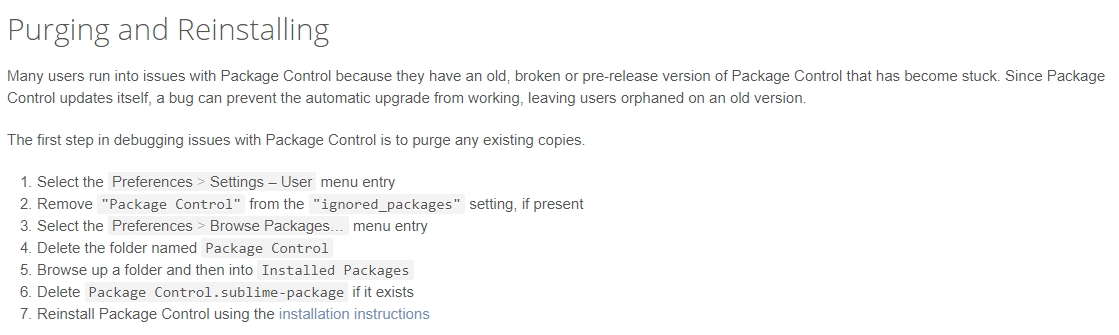 Purging and Reinstalling
Many users run into issues with Package Control because they have an old, broken or pre-release version of Package Control that has become stuck. Since Package
Control updates itself, a bug can prevent the automatic upgrade from working, leaving users orphaned on an old version.
The first step in debugging issues with Package Control is to purge any existing copies.
1. Select the Preferences > Settings – User menu entry
2. Remove "Package Control" from the "ignored_packages" setting, if present
3. Select the Preferences > Browse Packages... menu entry
4. Delete the folder named Package Control
5. Browse up a folder and then into Installed Packages
6. Delete Package Control.sublime-package if it exists
7. Reinstall Package Control using the installation instructions